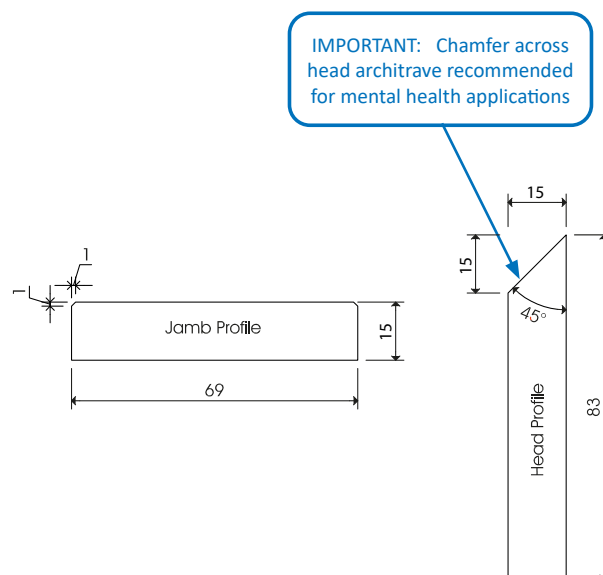 IMPORTANT: Chamfer across
head architrave recommended
for mental health applications
15
15
45°
1
1
Jamb Profile
15
69
Head Profile
83